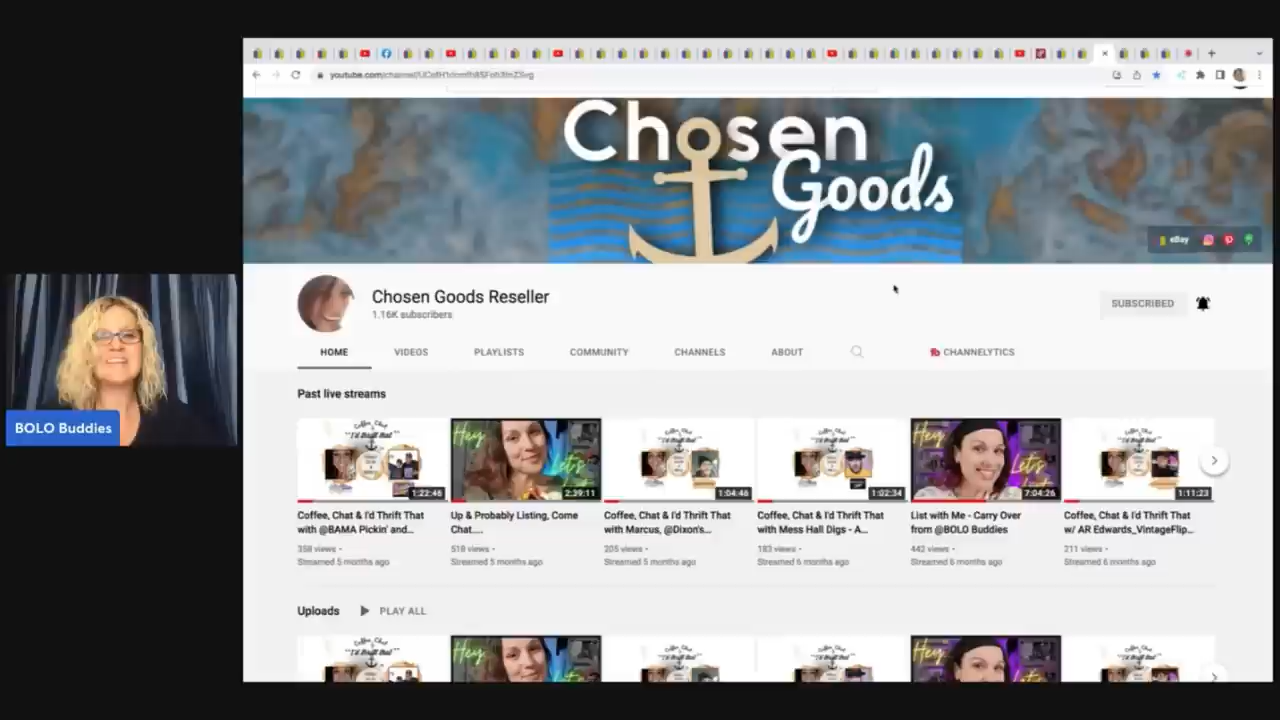 Chosen
Goods
eBay
Chosen Goods Reseller
1.16K subscribers
SUBSCRIBED
HOME
VIDEOS
PLAYLISTS
COMMUNITY
CHANNELS
ABOUT
CHANNELYTICS
BOLO Buddies
Past live streams
1:22:46
Hey
Let's
2:39:11
1:04:46
1:02:34
Hey
Let's
7:04:26
1:11:23
Coffee, Chat & I'd Thrift That
with @BAMA Pickin' and...
358 views •
Streamed 5 months ago
Up & Probably Listing, Come
Chat....
518 views •
Streamed 5 months ago
Coffee, Chat & I'd Thrift That
with Marcus, @Dixon's...
205 views •
Streamed 5 months ago
Coffee, Chat & I'd Thrift That
with Mess Hall Digs - A...
183 views •
Streamed 6 months ago
List with Me - Carry Over
from @BOLO Buddies
442 views •
Streamed 6 months ago
Coffee, Chat & I'd Thrift That
w/ AR Edwards_VintageFlip...
211 views •
Streamed 6 months ago
Uploads
PLAY ALL
Hey
Hey